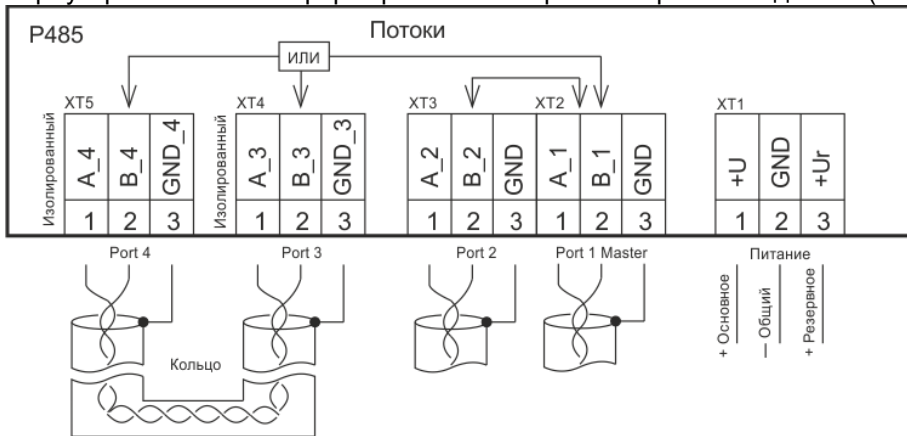 P485
Потоки
ИЛИ
XT5
XT4
XT3
XT2
XT1
Изолированный
A_4
B_4
GND_4
Изолированный
A_3
B_3
GND_3
A_2
B_2
GND
A_1
B_1
GND
+U
GND
+Ur
1 2 3
1 2 3
1 2 3
1 2 3
1 2 3
Port 4
Port 3
Port 2
Port 1 Master
Питание
+ Основное
— Общий
+ Резервное
Кольцо